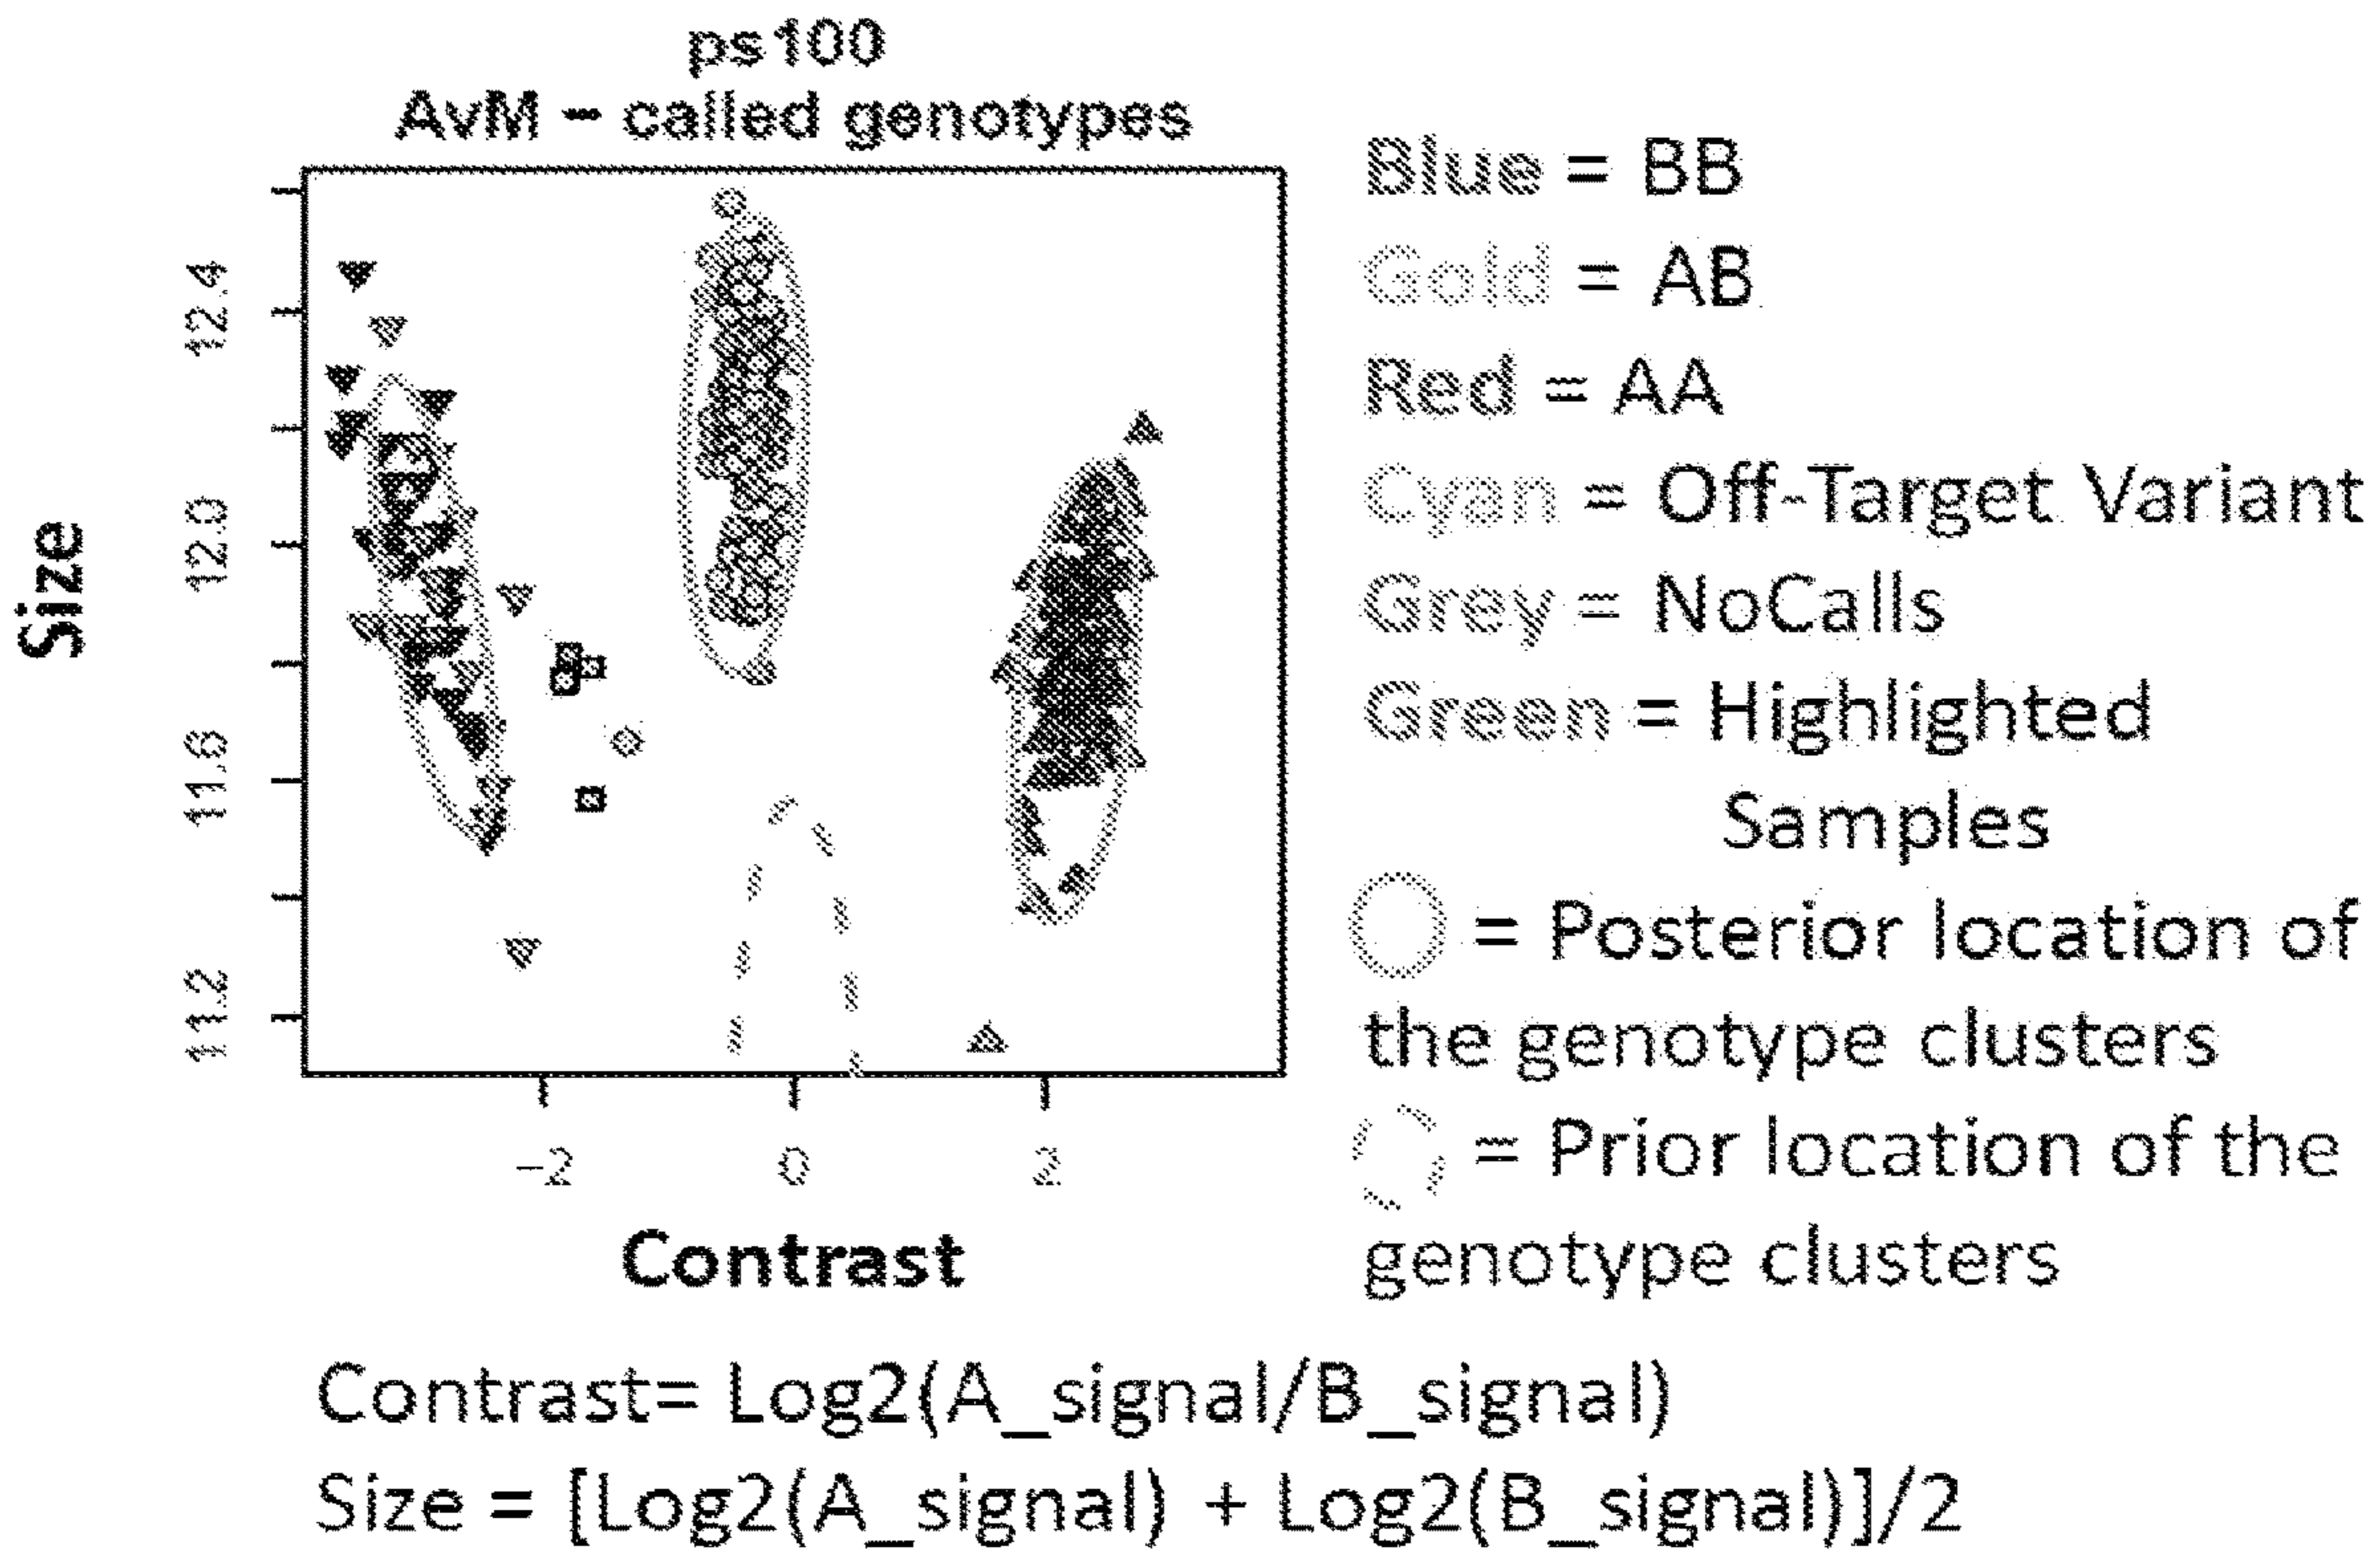 ps100
AvM - called genotypes
Size
12.4
12.0
11.6
11.2
-2 0 2
Contrast
Blue = BB
Gold = AB
Red = AA
Cyan = Off-Target Variant
Grey = NoCalls
Green = Highlighted
Samples
= Posterior location of
the genotype clusters
= Prior location of the
genotype clusters
Contrast= Log2(A_signal/B_signal)
Size = [Log2(A_signal) + Log2(B_signal)]/2